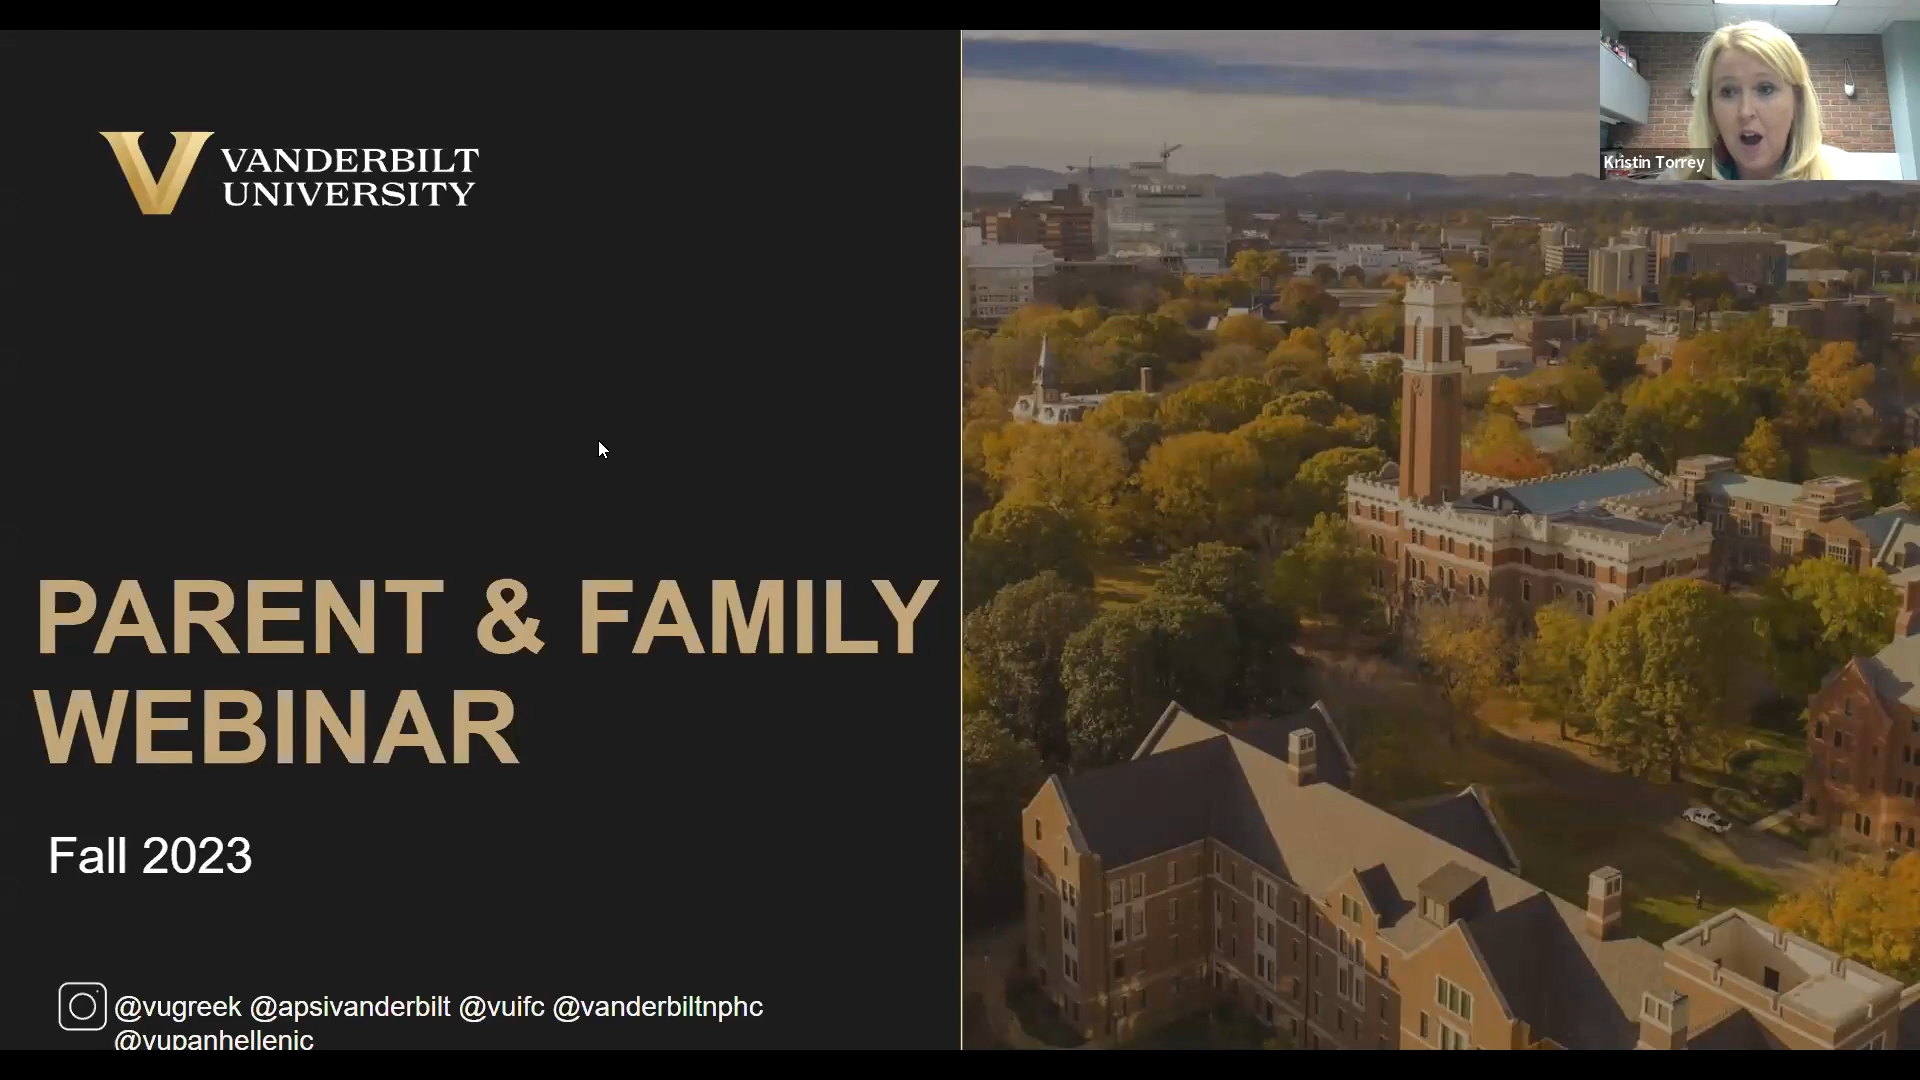 VANDERBILT
UNIVERSITY
Kristin Torrey
PARENT & FAMILY
WEBINAR
Fall 2023
@vugreek @apsivanderbilt @vuifc @vanderbiltnphc
@vupanhellenic